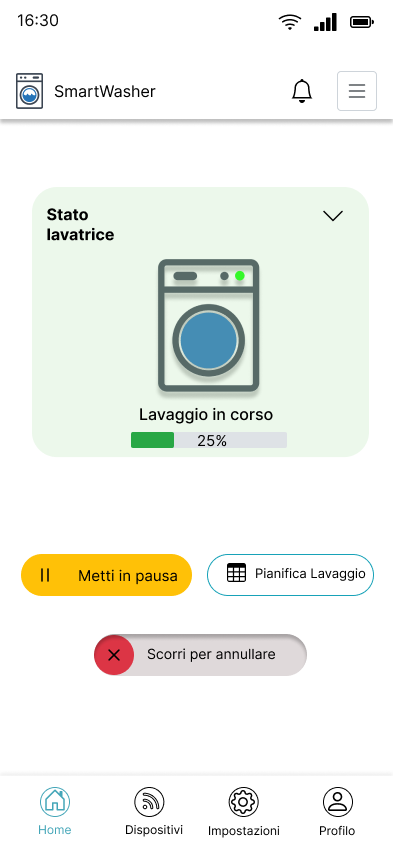 16:30
SmartWasher
Stato
lavatrice
Lavaggio in corso
25%
Metti in pausa
Pianifica Lavaggio
Scorri per annullare
Home
Dispositivi
Impostazioni
Profilo